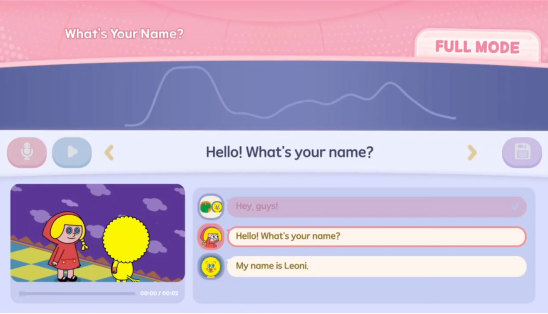 What's Your Name?
FULL MODE
Hello! What's your name?
Hey, guys!
Hello! What's your name?
My name is Leoni,
00:00 / 00:03